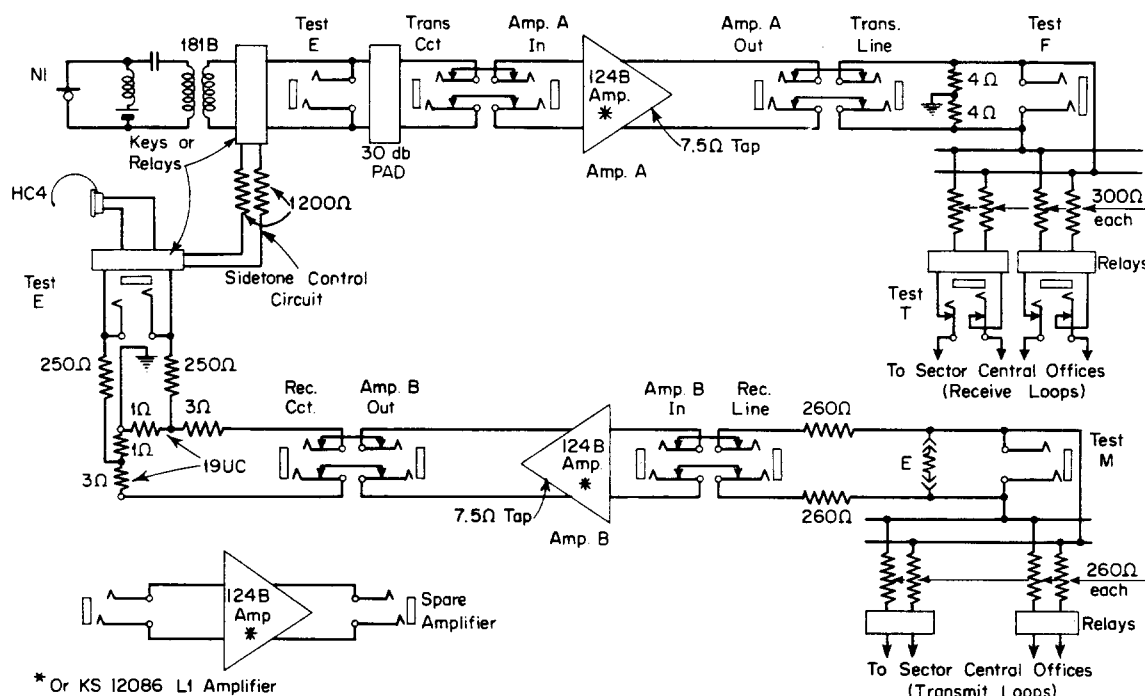 181B
N1
Keys or
Relays
Test
E
30 db
PAD
Trans
Cct
Amp. A
In
124B
Amp.
*
Amp. A
7.5Ω Tap
Amp. A
Out
Trans.
Line
4Ω
4Ω
Test
F
300Ω
each
Relays
Test
T
To Sector Central Offices
(Receive Loops)
HC4
1200Ω
Sidetone Control
Circuit
Test
E
250Ω
250Ω
1Ω
3Ω
1Ω
3Ω
19UC
Rec.
Cct.
Amp. B
Out
124B
Amp.
*
7.5Ω Tap
Amp. B
Amp. B
In
Rec.
Line
260Ω
260Ω
E
Test
M
260Ω
each
Relays
To Sector Central Offices
(Transmit Loops)
124B
Amp
*
Spare
Amplifier
* Or KS 12086 L1 Amplifier